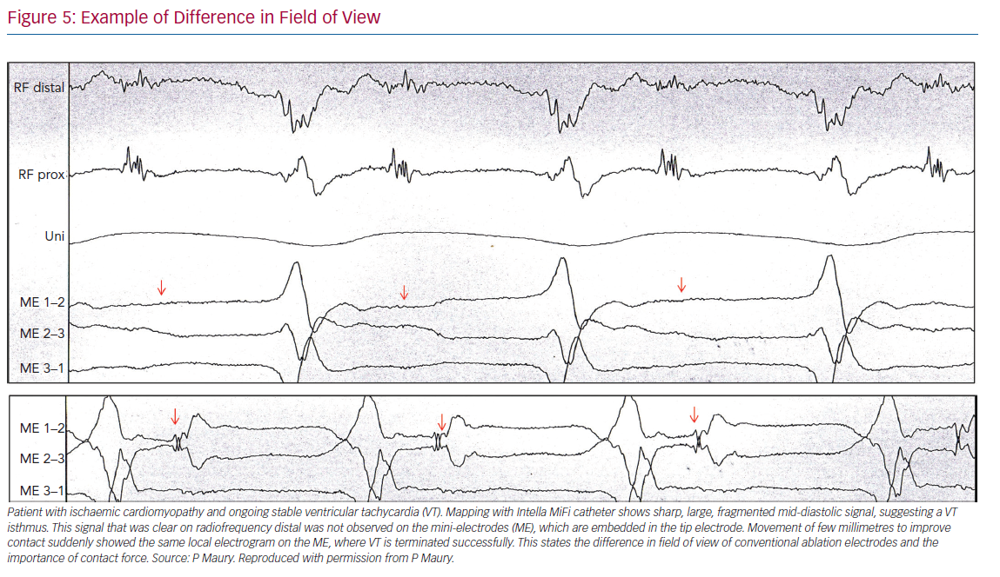 Figure 5: Example of Difference in Field of View
RF distal
RF prox
Uni
ME 1–2
ME 2–3
ME 3–1
ME 1–2
ME 2–3
ME 3–1
Patient with ischaemic cardiomyopathy and ongoing stable ventricular tachycardia (VT). Mapping with Intella MiFi catheter shows sharp, large, fragmented mid-diastolic signal, suggesting a VT
isthmus. This signal that was clear on radiofrequency distal was not observed on the mini-electrodes (ME), which are embedded in the tip electrode. Movement of few millimetres to improve
contact suddenly showed the same local electrogram on the ME, where VT is terminated successfully. This states the difference in field of view of conventional ablation electrodes and the
importance of contact force. Source: P Maury. Reproduced with permission from P Maury.